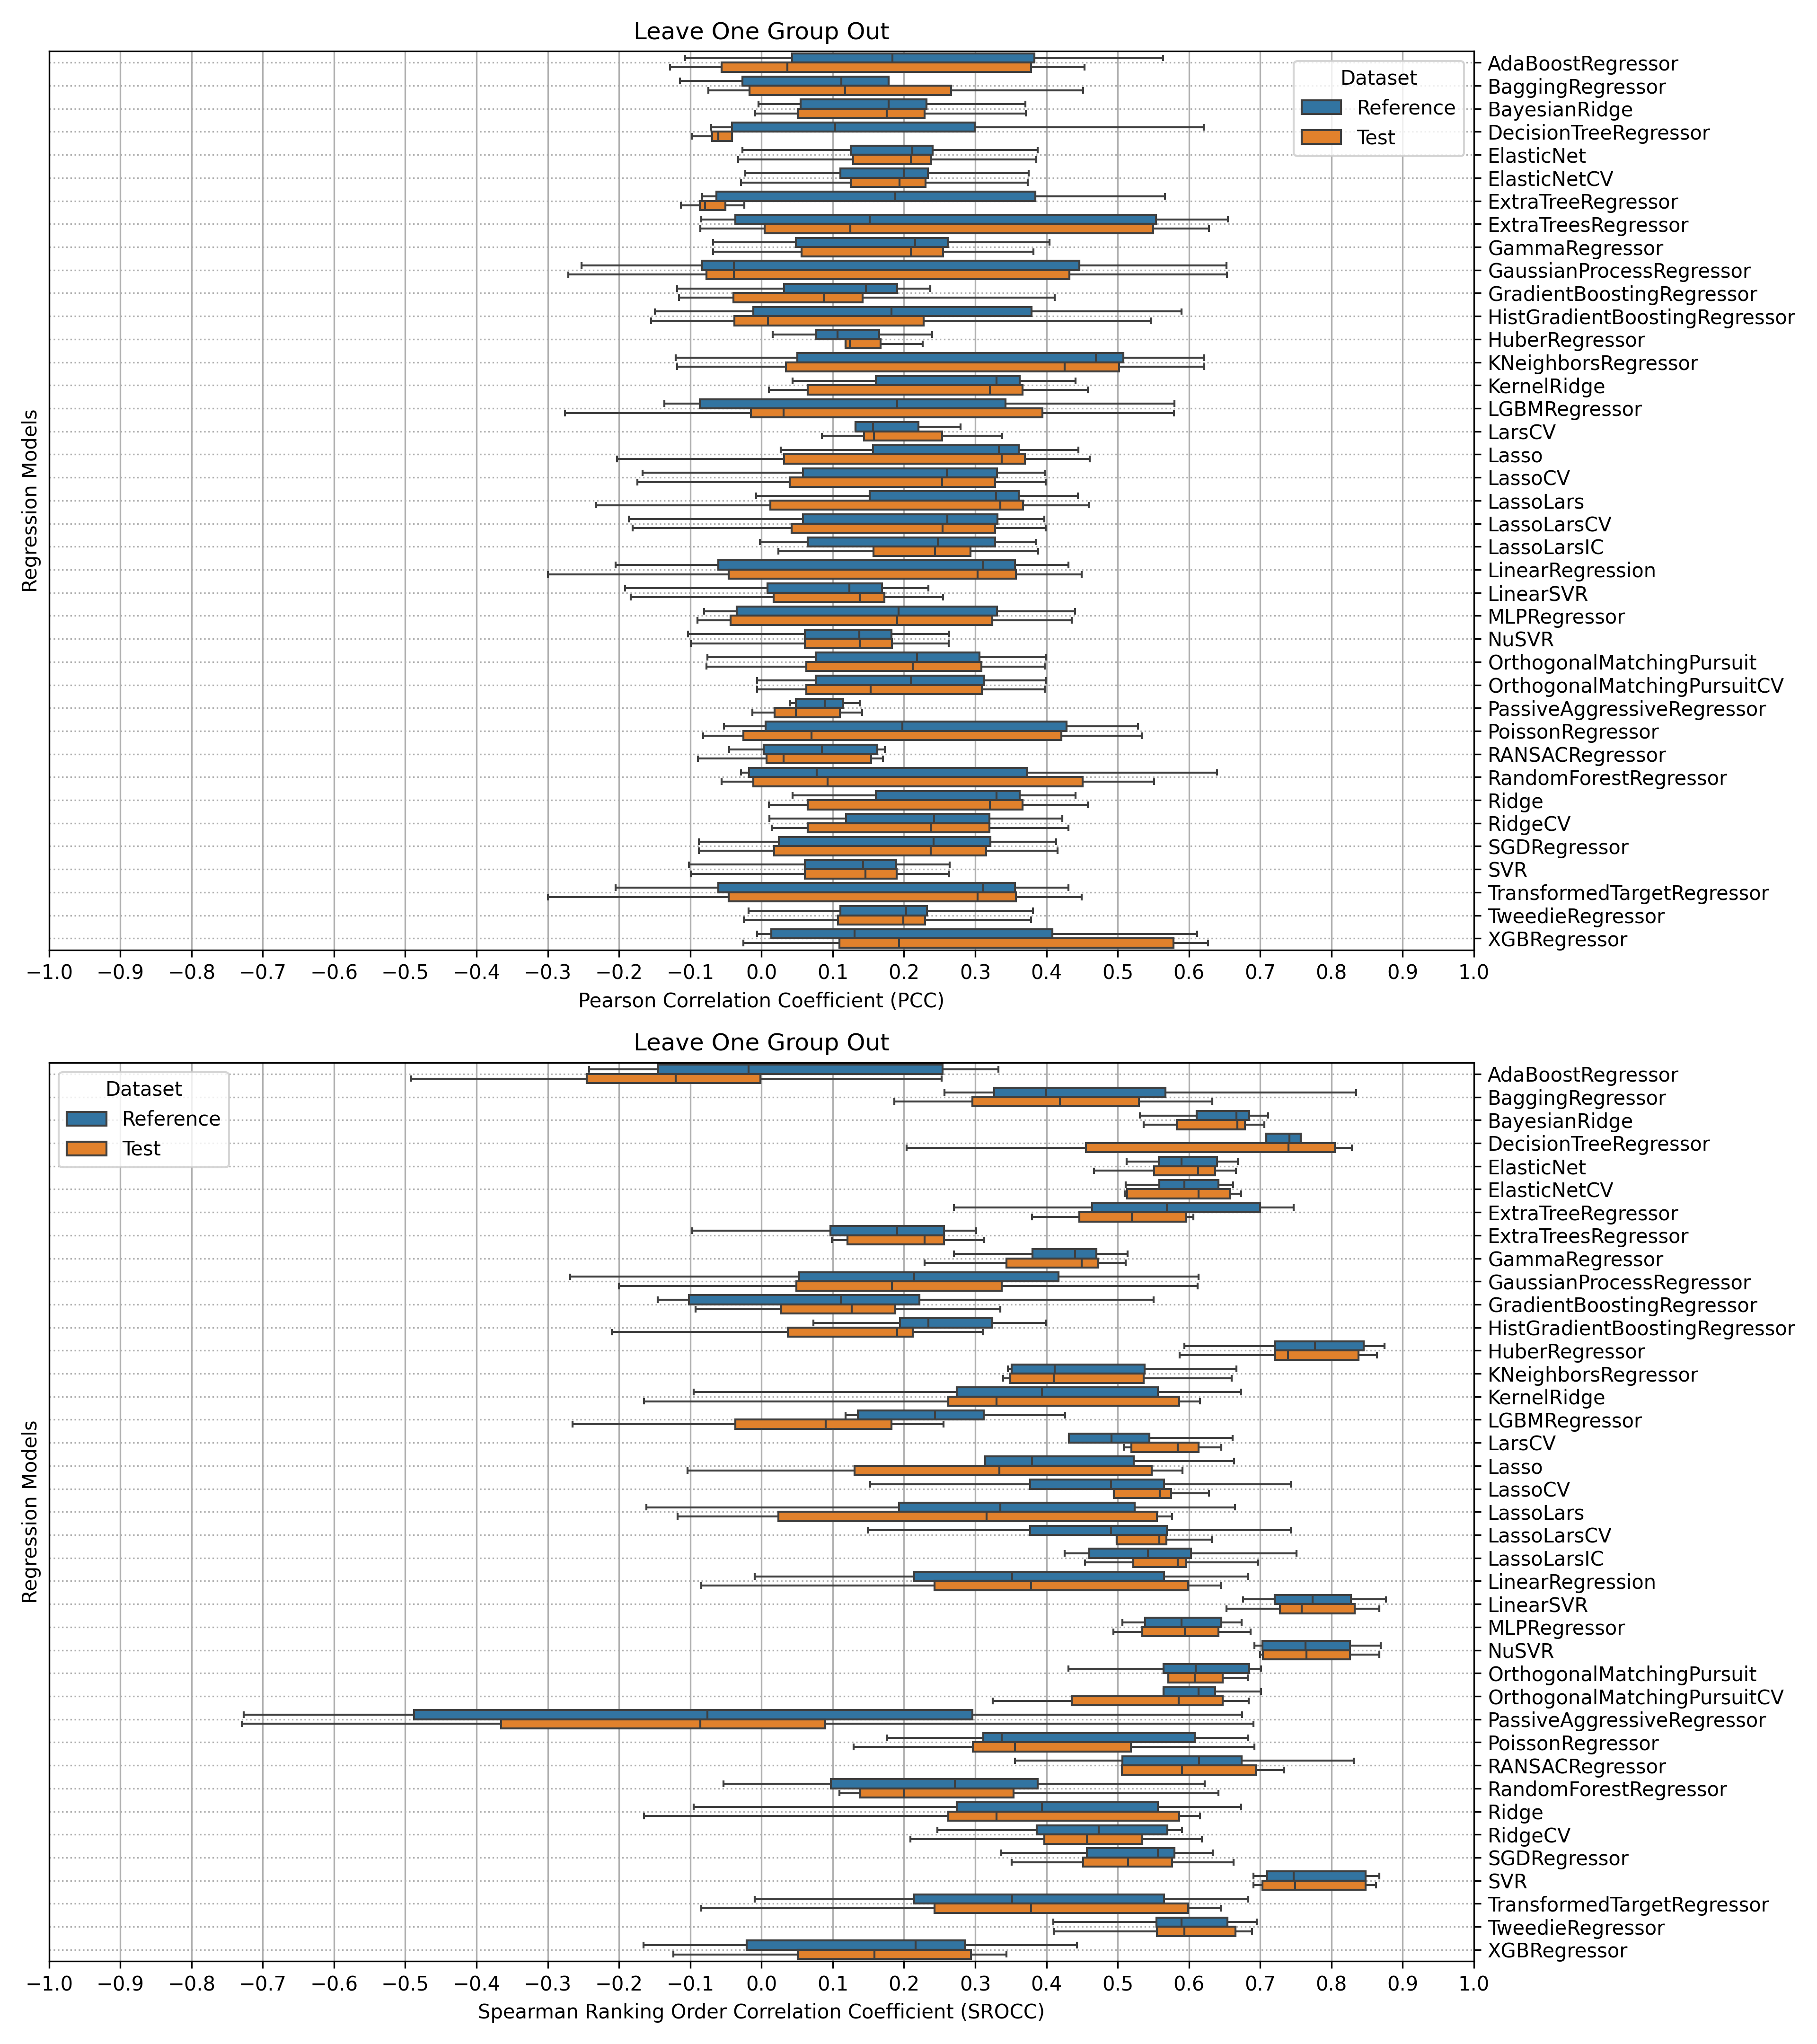 Leave One Group Out
Dataset
Reference
Test
AdaBoostRegressor
BaggingRegressor
BayesianRidge
DecisionTreeRegressor
ElasticNet
ElasticNetCV
ExtraTreeRegressor
ExtraTreesRegressor
GammaRegressor
GaussianProcessRegressor
GradientBoostingRegressor
HistGradientBoostingRegressor
HuberRegressor
KNeighborsRegressor
KernelRidge
LGBMRegressor
LarsCV
Lasso
LassoCV
LassoLars
LassoLarsCV
LassoLarsIC
LinearRegression
LinearSVR
MLPRegressor
NuSVR
OrthogonalMatchingPursuit
OrthogonalMatchingPursuitCV
PassiveAggressiveRegressor
PoissonRegressor
RANSACRegressor
RandomForestRegressor
Ridge
RidgeCV
SGDRegressor
SVR
TransformedTargetRegressor
TweedieRegressor
XGBRegressor
Regression Models
−1.0 −0.9 −0.8 −0.7 −0.6 −0.5 −0.4 −0.3 −0.2 −0.1 0.0 0.1 0.2 0.3 0.4 0.5 0.6 0.7 0.8 0.9 1.0
Pearson Correlation Coefficient (PCC)
Leave One Group Out
Dataset
Reference
Test
AdaBoostRegressor
BaggingRegressor
BayesianRidge
DecisionTreeRegressor
ElasticNet
ElasticNetCV
ExtraTreeRegressor
ExtraTreesRegressor
GammaRegressor
GaussianProcessRegressor
GradientBoostingRegressor
HistGradientBoostingRegressor
HuberRegressor
KNeighborsRegressor
KernelRidge
LGBMRegressor
LarsCV
Lasso
LassoCV
LassoLars
LassoLarsCV
LassoLarsIC
LinearRegression
LinearSVR
MLPRegressor
NuSVR
OrthogonalMatchingPursuit
OrthogonalMatchingPursuitCV
PassiveAggressiveRegressor
PoissonRegressor
RANSACRegressor
RandomForestRegressor
Ridge
RidgeCV
SGDRegressor
SVR
TransformedTargetRegressor
TweedieRegressor
XGBRegressor
Regression Models
−1.0 −0.9 −0.8 −0.7 −0.6 −0.5 −0.4 −0.3 −0.2 −0.1 0.0 0.1 0.2 0.3 0.4 0.5 0.6 0.7 0.8 0.9 1.0
Spearman Ranking Order Correlation Coefficient (SROCC)